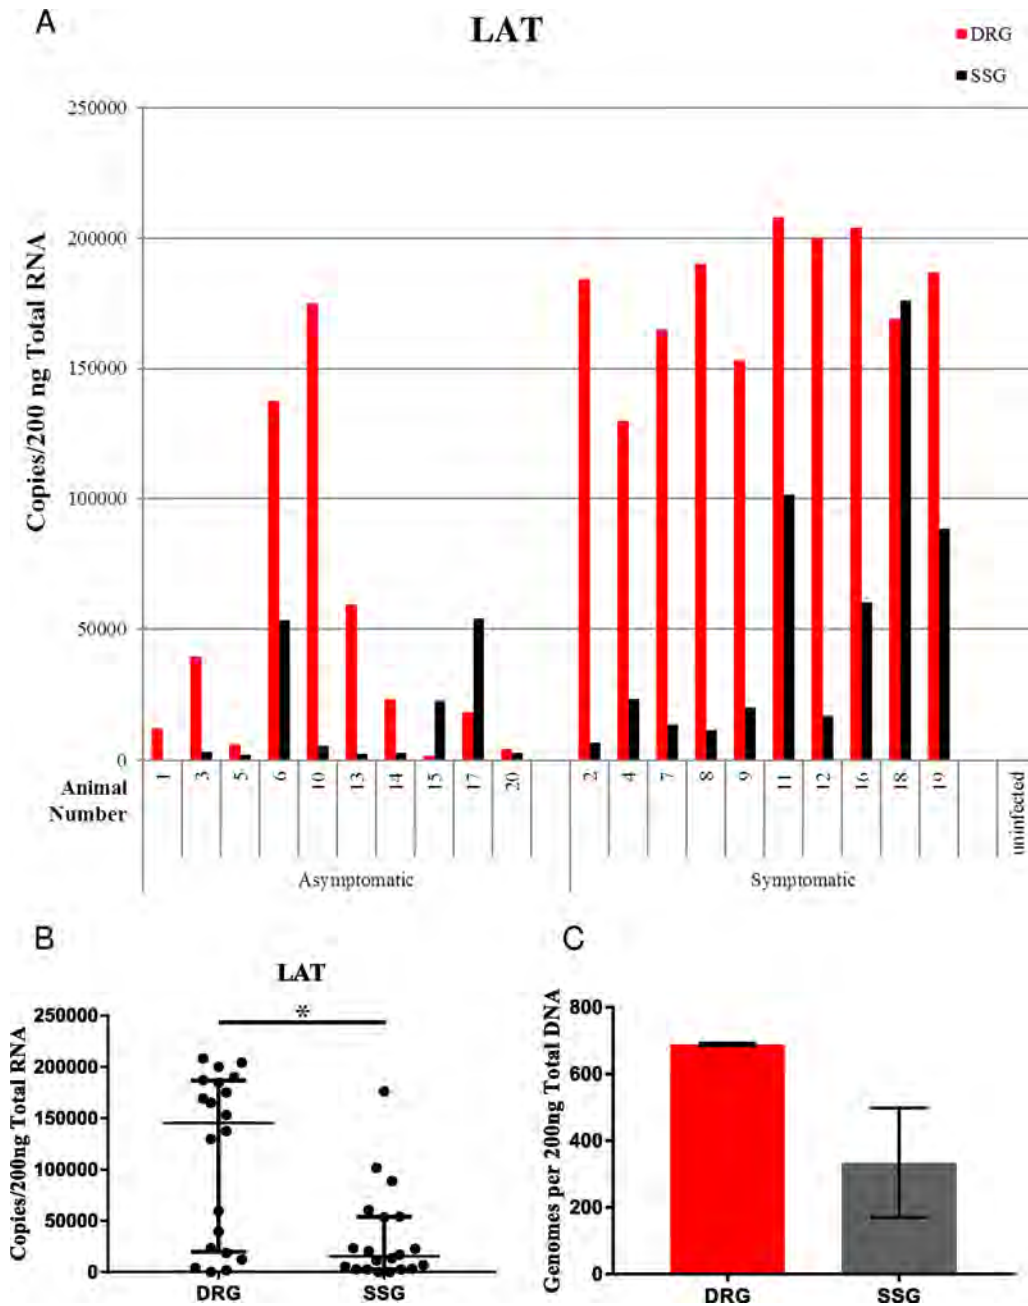 A
LAT
DRG
SSG
Copies/200 ng Total RNA
250000
200000
150000
100000
50000
0
Animal Number
1 3 5 6 10 13 14 15 17 20 2 4 7 8 9 11 12 16 18 19 uninfected
Asymptomatic Symptomatic
B
LAT
*
Copies/200ng Total RNA
250000
200000
150000
100000
50000
0
DRG SSG
C
Genomes per 200ng Total DNA
800
600
400
200
0
DRG SSG